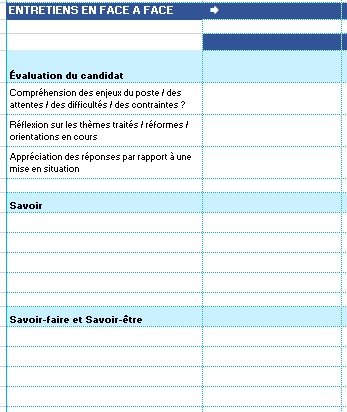 ENTRETIENS EN FACE A FACE
Évaluation du candidat
Compréhension des enjeux du poste / des
attentes / des difficultés / des contraintes ?
Réflexion sur les thèmes traités / réformes /
orientations en cours
Appréciation des réponses par rapport à une
mise en situation
Savoir
Savoir-faire et Savoir-être